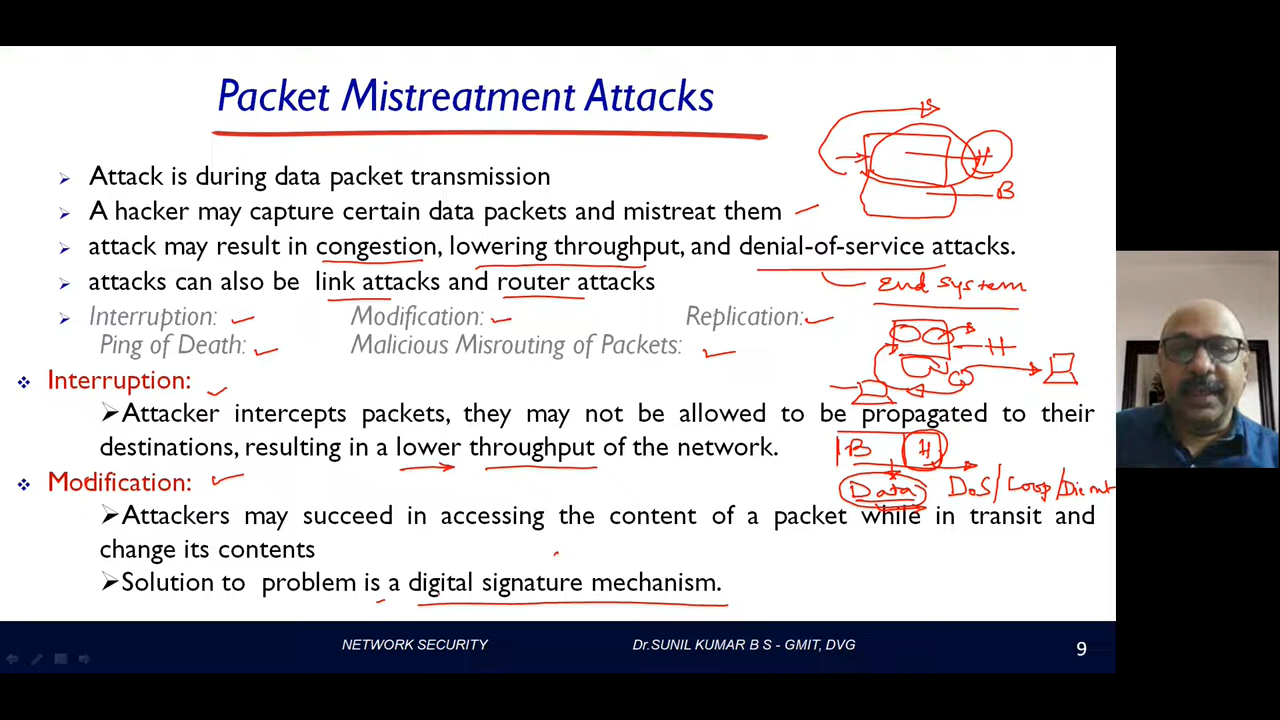 Packet Mistreatment Attacks
Attack is during data packet transmission
A hacker may capture certain data packets and mistreat them
attack may result in congestion, lowering throughput, and denial-of-service attacks.
attacks can also be link attacks and router attacks
Interruption: Modification: Replication:
Ping of Death: Malicious Misrouting of Packets:
Interruption:
Attacker intercepts packets, they may not be allowed to be propagated to their
destinations, resulting in a lower throughput of the network.
Modification:
Attackers may succeed in accessing the content of a packet while in transit and
change its contents
Solution to problem is a digital signature mechanism.
H
B
End system
H
B H
Data DoS/Loop/
NETWORK SECURITY Dr.SUNIL KUMAR B S - GMIT, DVG 9